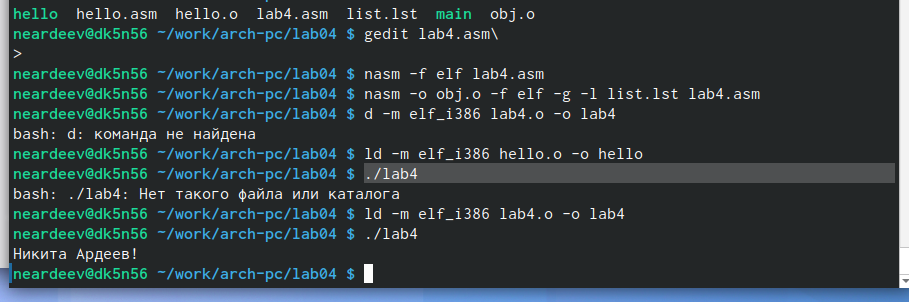 hello  hello.asm  hello.o  lab4.asm  list.lst  main  obj.o
neardeev@dk5n56 ~/work/arch-pc/lab04 $ gedit lab4.asm\
>
neardeev@dk5n56 ~/work/arch-pc/lab04 $ nasm -f elf lab4.asm
neardeev@dk5n56 ~/work/arch-pc/lab04 $ nasm -o obj.o -f elf -g -l list.lst lab4.asm
neardeev@dk5n56 ~/work/arch-pc/lab04 $ d -m elf_i386 lab4.o -o lab4
bash: d: команда не найдена
neardeev@dk5n56 ~/work/arch-pc/lab04 $ ld -m elf_i386 hello.o -o hello
neardeev@dk5n56 ~/work/arch-pc/lab04 $ ./lab4
bash: ./lab4: Нет такого файла или каталога
neardeev@dk5n56 ~/work/arch-pc/lab04 $ ld -m elf_i386 lab4.o -o lab4
neardeev@dk5n56 ~/work/arch-pc/lab04 $ ./lab4
Никита Ардеев!
neardeev@dk5n56 ~/work/arch-pc/lab04 $